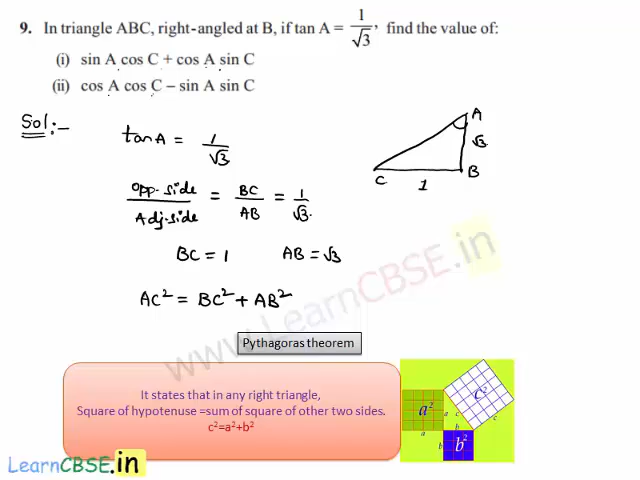 9. In triangle ABC, right-angled at B, if tan A = 1/√3, find the value of:
(i) sin A cos C + cos A sin C
(ii) cos A cos C – sin A sin C
Sol:-
tan A = 1/√3
A
√3
C
1
B
opp.side/Adj.side = BC/AB = 1/√3.
BC = 1 AB = √3
AC² = BC² + AB²
www.LearnCBSE.in
Pythagoras theorem
It states that in any right triangle,
Square of hypotenuse =sum of square of other two sides.
c²=a²+b²
a²
c²
b²
a
c
b
a
c
b
LearnCBSE.in